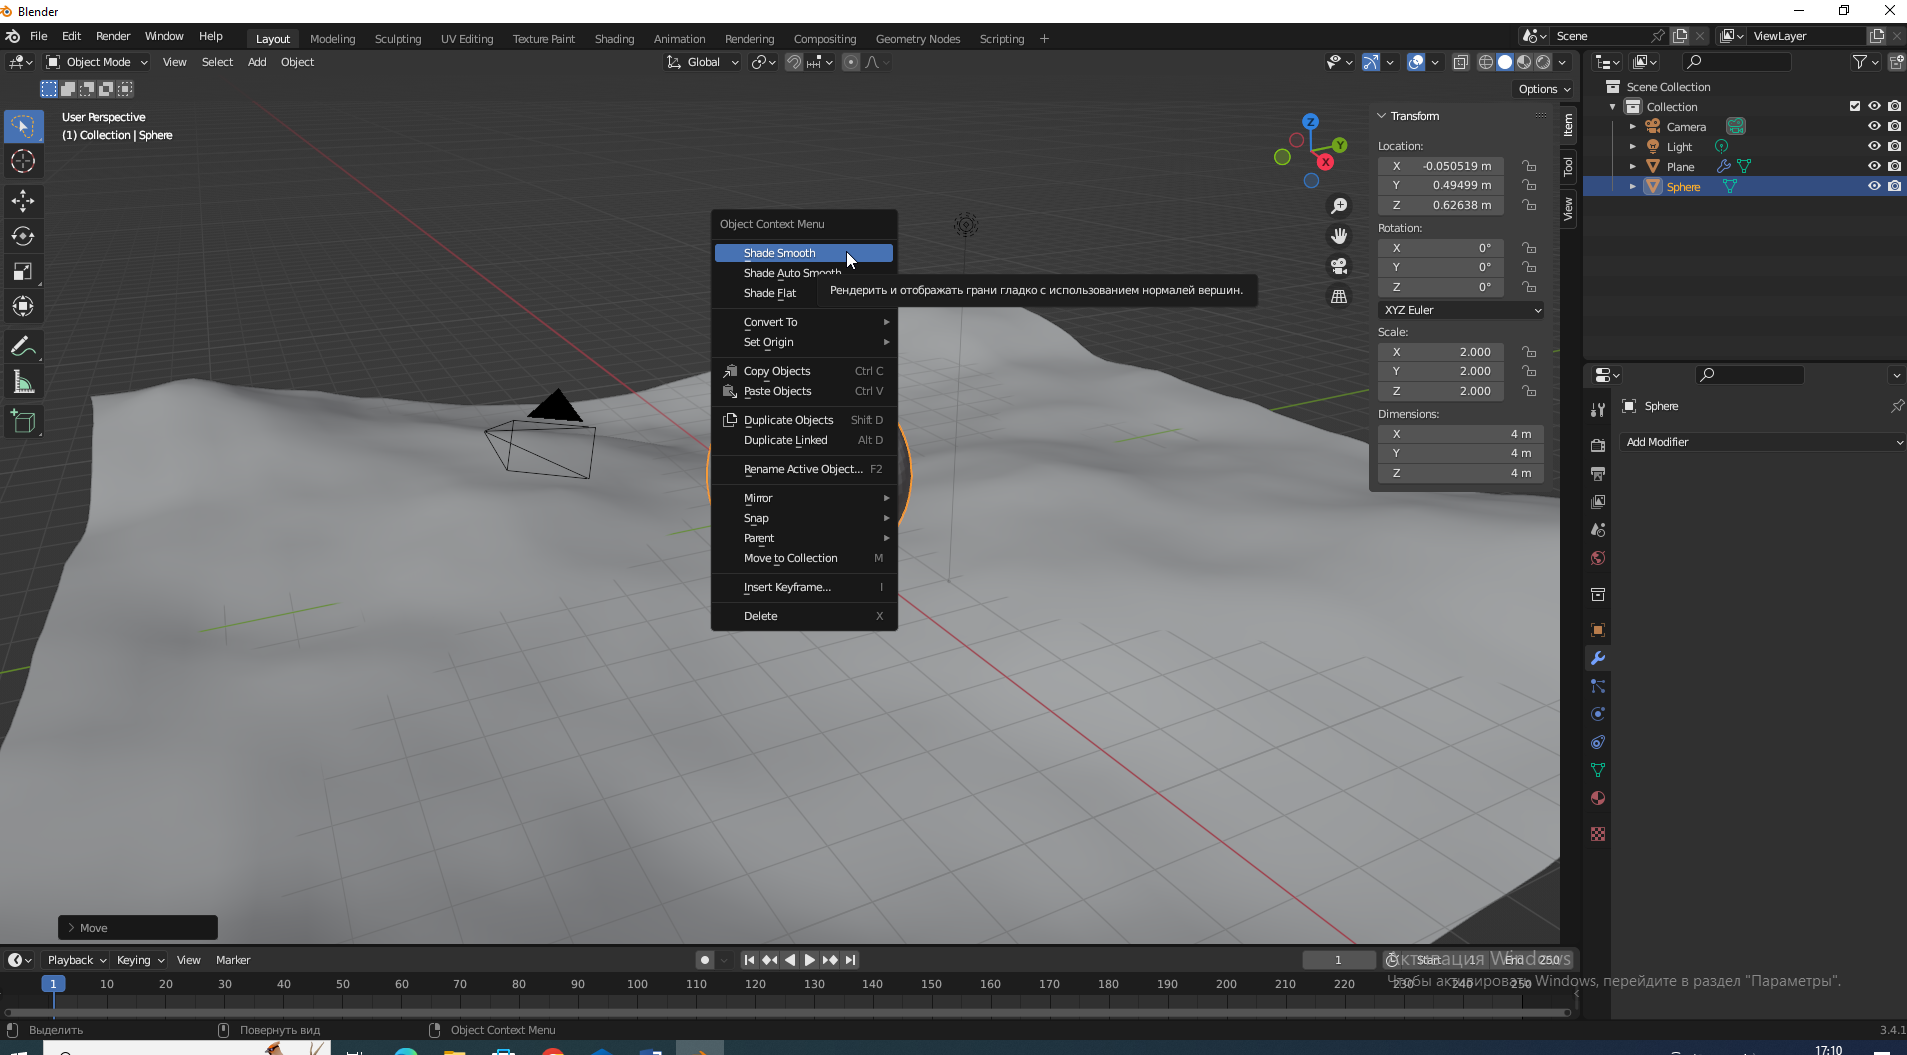 Blender
File Edit Render Window Help
Layout Modeling Sculpting UV Editing Texture Paint Shading Animation Rendering Compositing Geometry Nodes Scripting
Scene
ViewLayer
Object Mode View Select Add Object
Global
Options
User Perspective
(1) Collection | Sphere
Z
Y
X
Object Context Menu
Shade Smooth
Shade Auto Smooth
Shade Flat
Рендерить и отображать грани гладко с использованием нормалей вершин.
Convert To
Set Origin
Copy Objects Ctrl C
Paste Objects Ctrl V
Duplicate Objects Shift D
Duplicate Linked Alt D
Rename Active Object... F2
Mirror
Snap
Parent
Move to Collection M
Insert Keyframe... I
Delete X
Transform
Location:
X -0.050519 m
Y 0.49499 m
Z 0.62638 m
Rotation:
X 0°
Y 0°
Z 0°
XYZ Euler
Scale:
X 2.000
Y 2.000
Z 2.000
Dimensions:
X 4 m
Y 4 m
Z 4 m
Item
Tool
View
Scene Collection
Collection
Camera
Light
Plane
Sphere
Sphere
Add Modifier
Move
Playback Keying View Marker
1 Start 1 End 250
Активация Windows
Чтобы активировать Windows, перейдите в раздел "Параметры".
1 10 20 30 40 50 60 70 80 90 100 110 120 130 140 150 160 170 180 190 200 210 220 230 240 250
Выделить
Повернуть вид
Object Context Menu
3.4.1
17:10